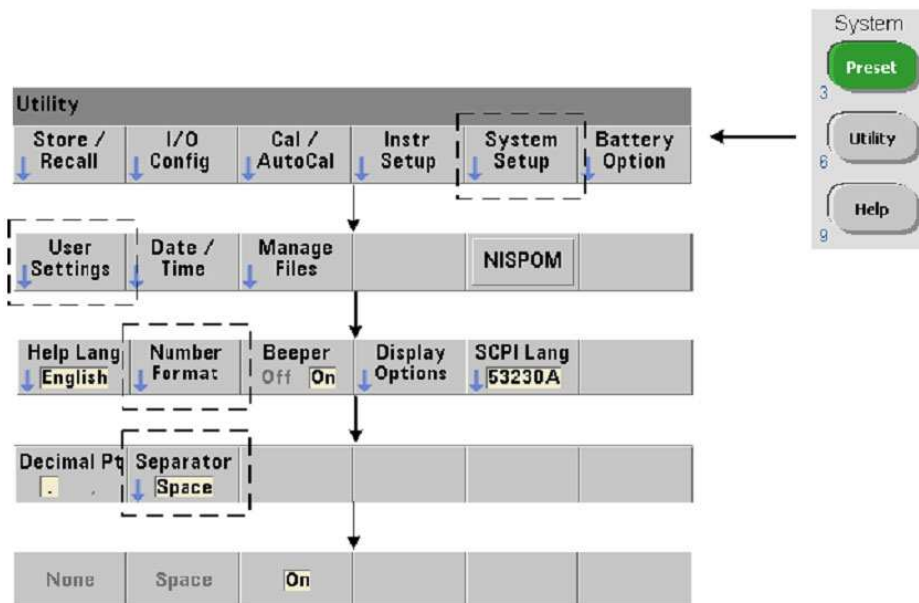 System
Preset
3
Utility
6
Help
9
Utility
Store / Recall
I/O Config
Cal / AutoCal
Instr Setup
System Setup
Battery Option
User Settings
Date / Time
Manage Files
NISPOM
Help Lang English
Number Format
Beeper Off On
Display Options
SCPI Lang 53230A
Decimal Pt . ,
Separator Space
None
Space
On